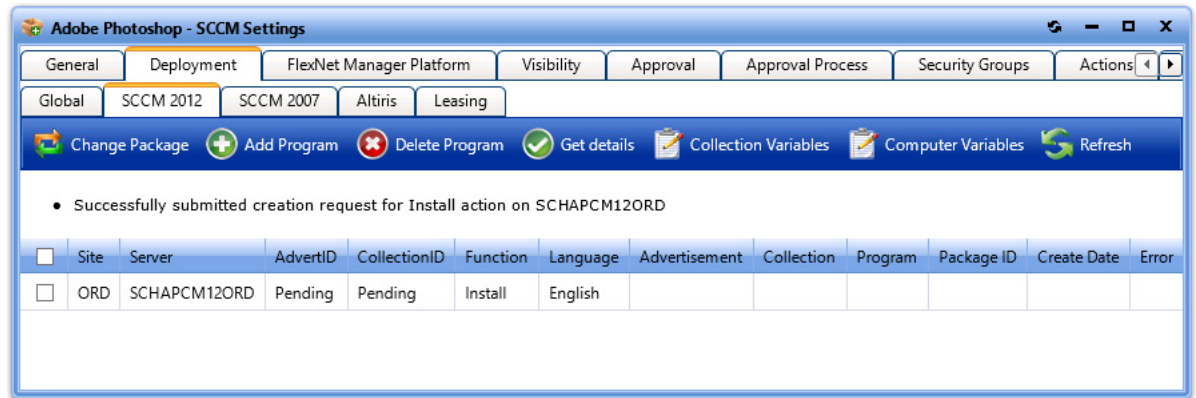 Adobe Photoshop - SCCM Settings
General Deployment FlexNet Manager Platform Visibility Approval Approval Process Security Groups Actions
Global SCCM 2012 SCCM 2007 Altiris Leasing
Change Package Add Program Delete Program Get details Collection Variables Computer Variables Refresh
• Successfully submitted creation request for Install action on SCHAPCM12ORD
Site Server AdvertID CollectionID Function Language Advertisement Collection Program Package ID Create Date Error
ORD SCHAPCM12ORD Pending Pending Install English